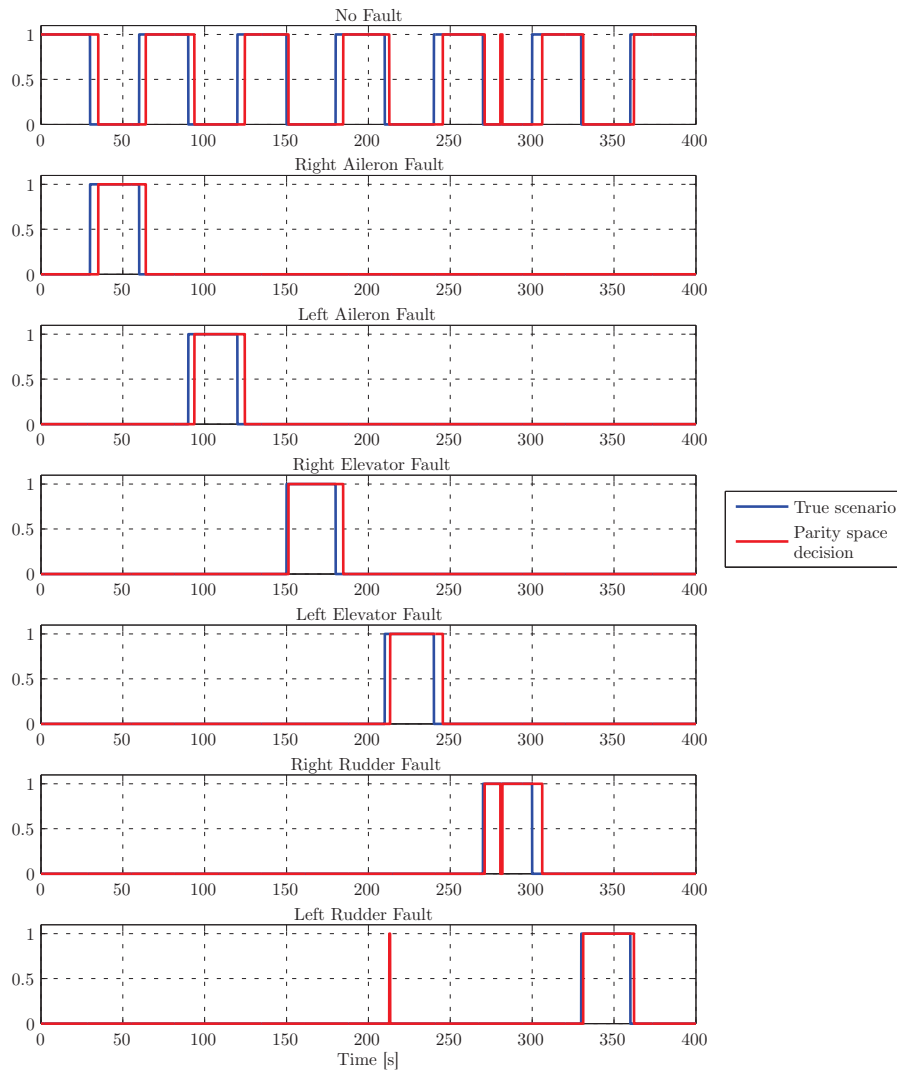 No Fault
1
0.5
0
0 50 100 150 200 250 300 350 400
Right Aileron Fault
1
0.5
0
0 50 100 150 200 250 300 350 400
Left Aileron Fault
1
0.5
0
0 50 100 150 200 250 300 350 400
Right Elevator Fault
1
0.5
0
0 50 100 150 200 250 300 350 400
True scenario
Parity space
decision
Left Elevator Fault
1
0.5
0
0 50 100 150 200 250 300 350 400
Right Rudder Fault
1
0.5
0
0 50 100 150 200 250 300 350 400
Left Rudder Fault
1
0.5
0
0 50 100 150 200 250 300 350 400
Time [s]